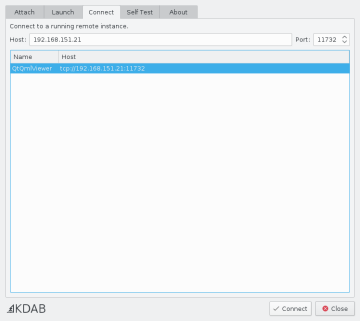 Attach Launch Connect Self Test About
Connect to a running remote instance.
Host: 192.168.151.21 Port: 11732
Name Host
QtQmlViewer tcp://192.168.151.21:11732
KDAB Connect Close